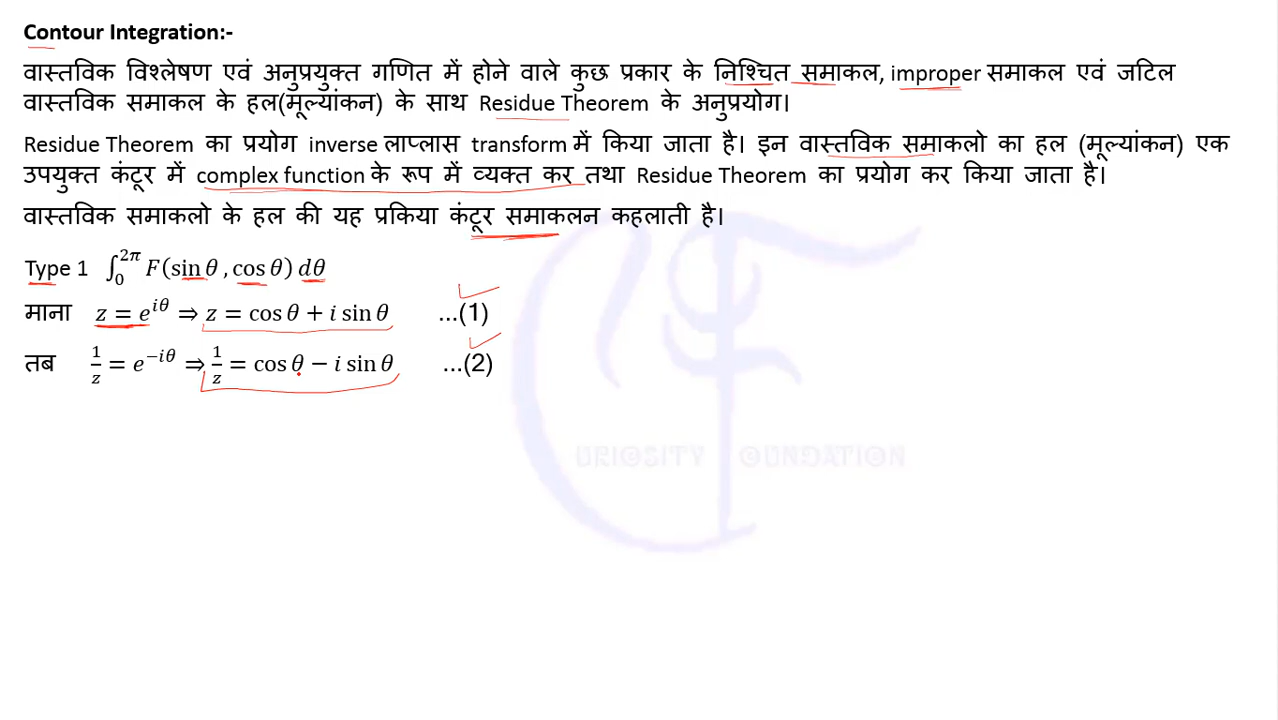 Contour Integration:-
वास्तविक विश्लेषण एवं अनुप्रयुक्त गणित में होने वाले कुछ प्रकार के निश्चित समाकल, improper समाकल एवं जटिल
वास्तविक समाकल के हल(मूल्यांकन) के साथ Residue Theorem के अनुप्रयोग।
Residue Theorem का प्रयोग inverse लाप्लास transform में किया जाता है। इन वास्तविक समाकलो का हल (मूल्यांकन) एक
उपयुक्त कंटूर में complex function के रूप में व्यक्त कर तथा Residue Theorem का प्रयोग कर किया जाता है।
वास्तविक समाकलो के हल की यह प्रकिया कंटूर समाकलन कहलाती है।
Type 1 ∫₀^{2π} F(sin θ , cos θ) dθ
माना z = e^{iθ} ⇒ z = cos θ + i sin θ ...(1)
तब 1/z = e^{−iθ} ⇒ 1/z = cos θ − i sin θ ...(2)
CURIOSITY FOUNDATION